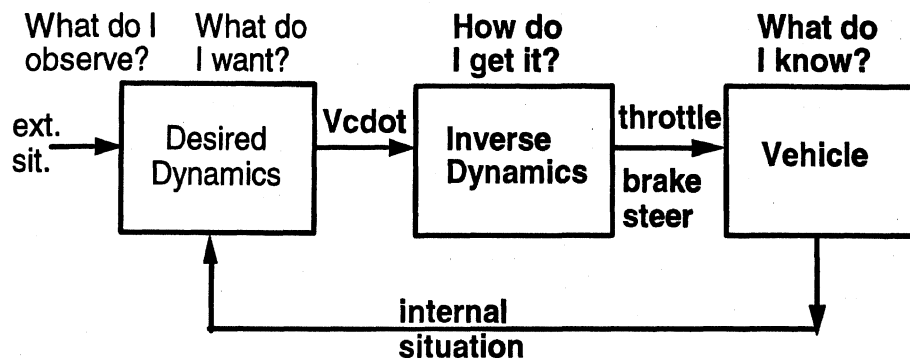 What do I
observe?
What do
I want?
How do
I get it?
What do
I know?
ext.
sit.
Desired
Dynamics
Vcdot
Inverse
Dynamics
throttle
brake
steer
Vehicle
internal
situation